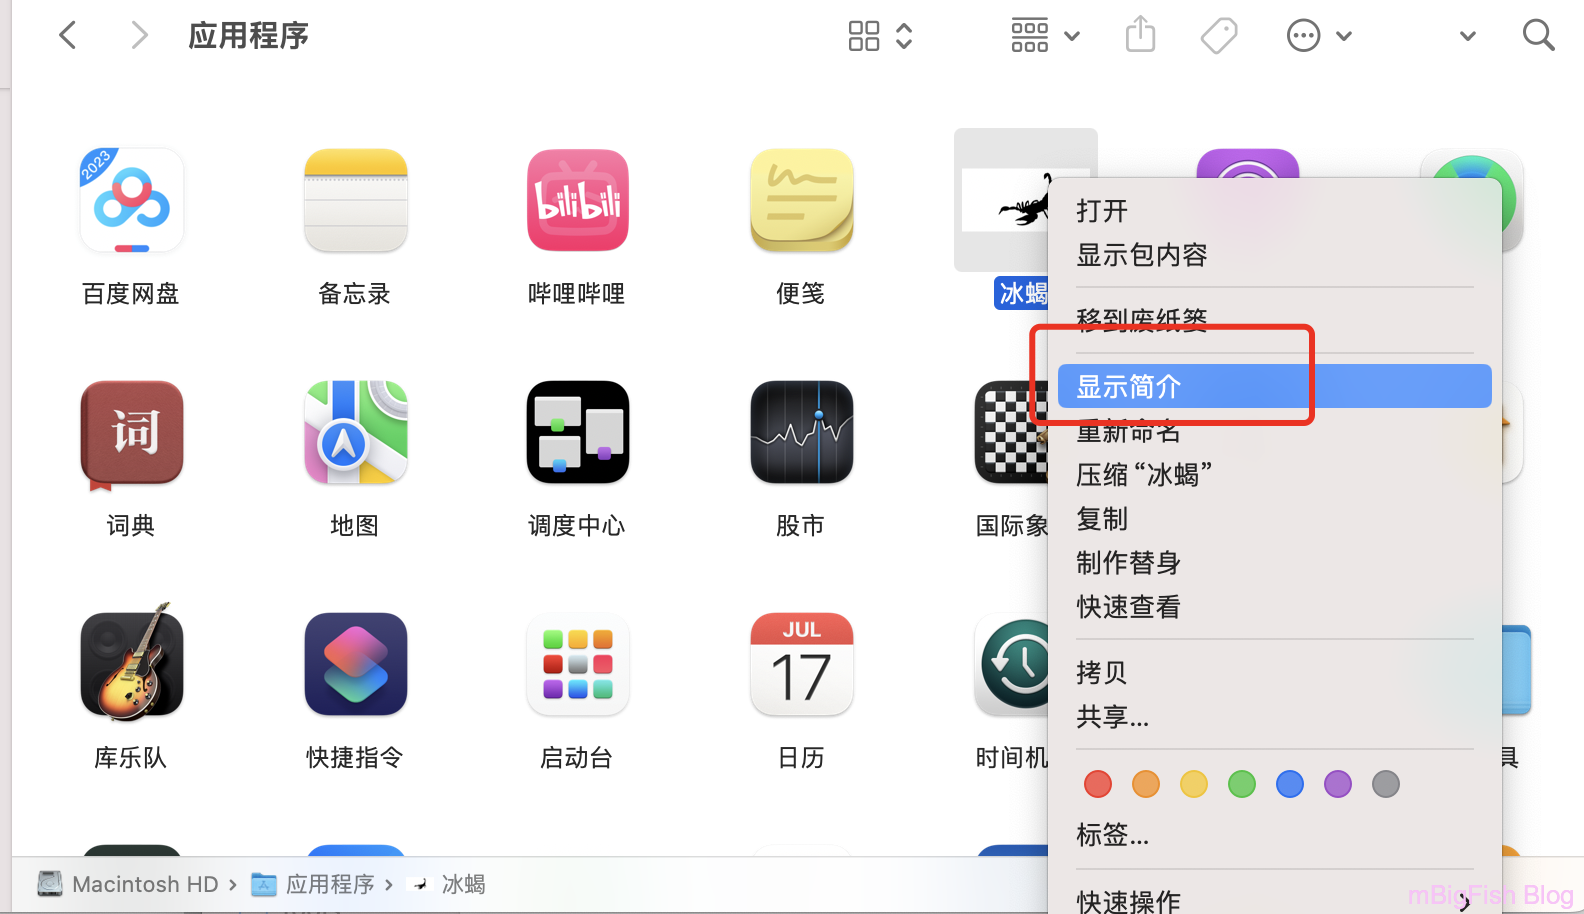 应用程序
2023
bilibili
百度网盘
备忘录
哔哩哔哩
便笺
冰蝎
打开
显示包内容
移到废纸篓
显示简介
重新命名
压缩“冰蝎”
复制
制作替身
快速查看
拷贝
共享...
标签...
快速操作
词
词典
地图
调度中心
股市
国际象
JUL
17
库乐队
快捷指令
启动台
日历
时间机
具
Macintosh HD › 应用程序 › 冰蝎
mBigFish Blog